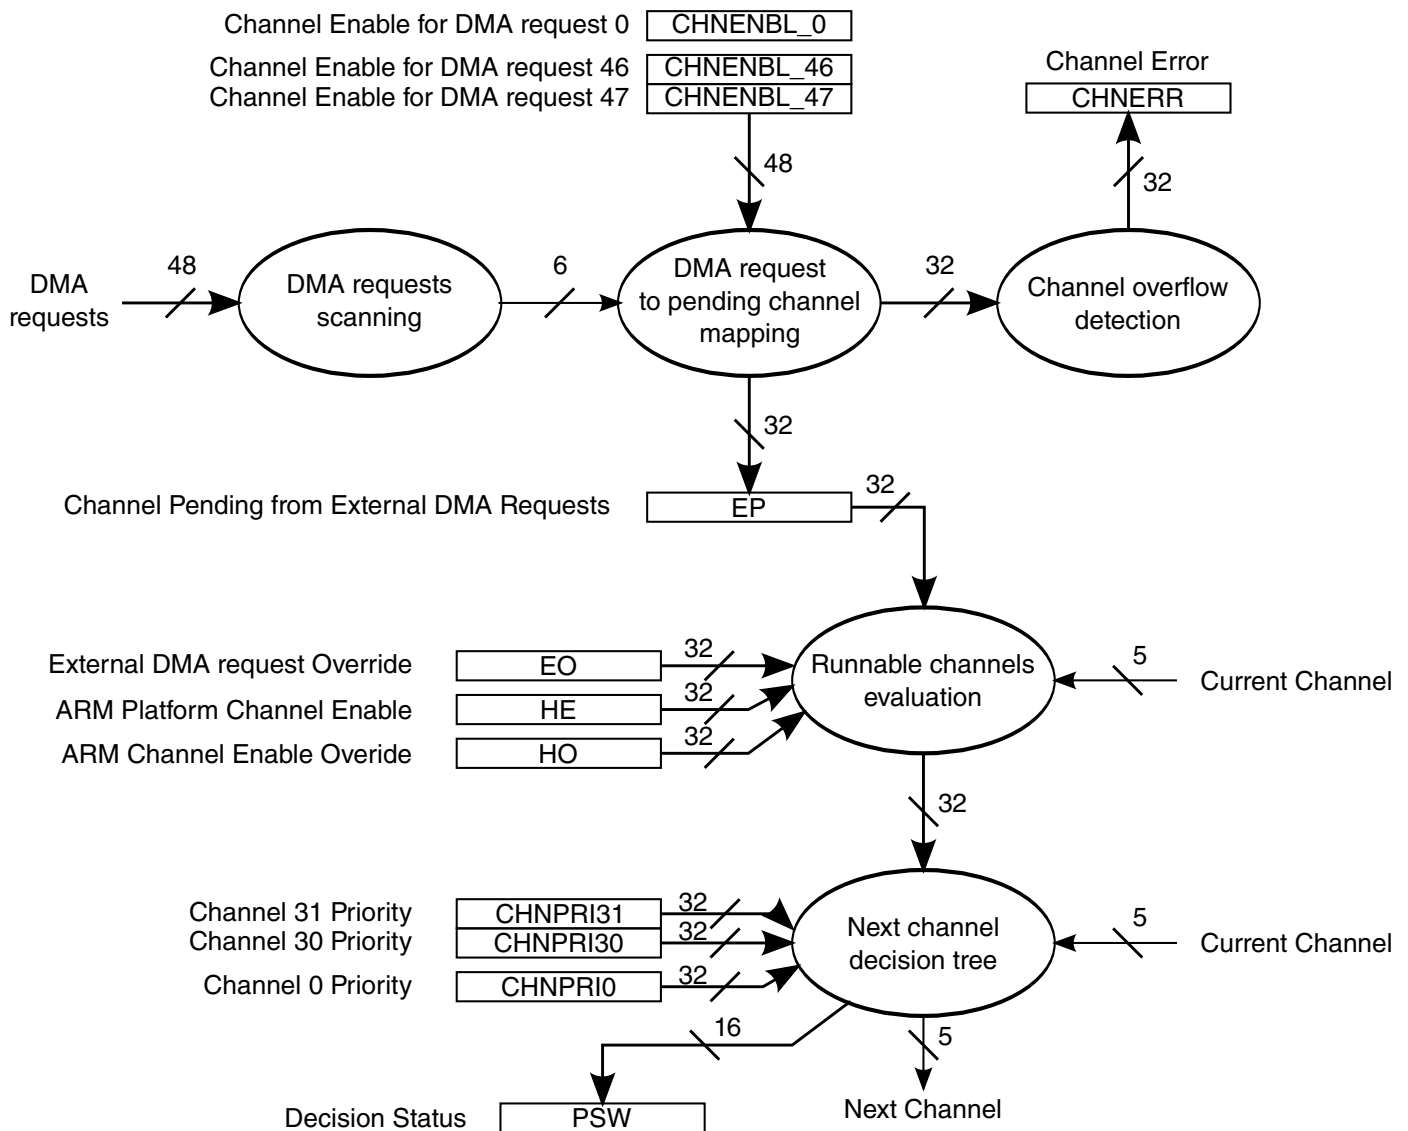 Channel Enable for DMA request 0
CHNENBL_0
Channel Enable for DMA request 46
CHNENBL_46
Channel Enable for DMA request 47
CHNENBL_47
Channel Error
CHNERR
48
32
DMA
requests
48
DMA requests
scanning
6
DMA request
to pending channel
mapping
32
Channel overflow
detection
32
Channel Pending from External DMA Requests
EP
32
External DMA request Override
EO
32
ARM Platform Channel Enable
HE
32
ARM Channel Enable Overide
HO
32
Runnable channels
evaluation
5
Current Channel
32
Channel 31 Priority
CHNPRI31
32
Channel 30 Priority
CHNPRI30
32
Channel 0 Priority
CHNPRI0
32
Next channel
decision tree
5
Current Channel
16
5
Decision Status
PSW
Next Channel